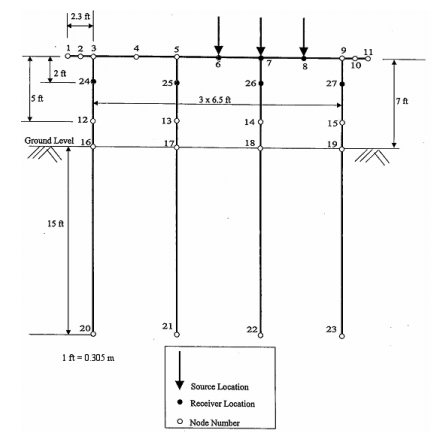 2.3 ft
1 2 3 4 5 6 7 8 9 10 11
2 ft
24 25 26 27
5 ft
3 x 6.5 ft
7 ft
12 13 14 15
Ground Level
16 17 18 19
15 ft
20 21 22 23
1 ft = 0.305 m
Source Location
Receiver Location
Node Number